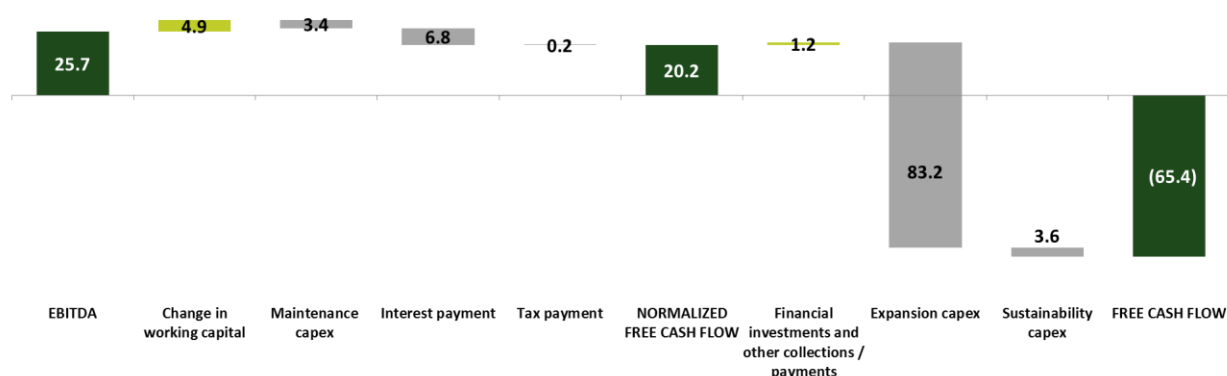 4.9
3.4
6.8
0.2
1.2
25.7
20.2
83.2
(65.4)
3.6
EBITDA
Change in
working capital
Maintenance
capex
Interest payment
Tax payment
NORMALIZED
FREE CASH FLOW
Financial
investments and
other collections /
payments
Expansion capex
Sustainability
capex
FREE CASH FLOW